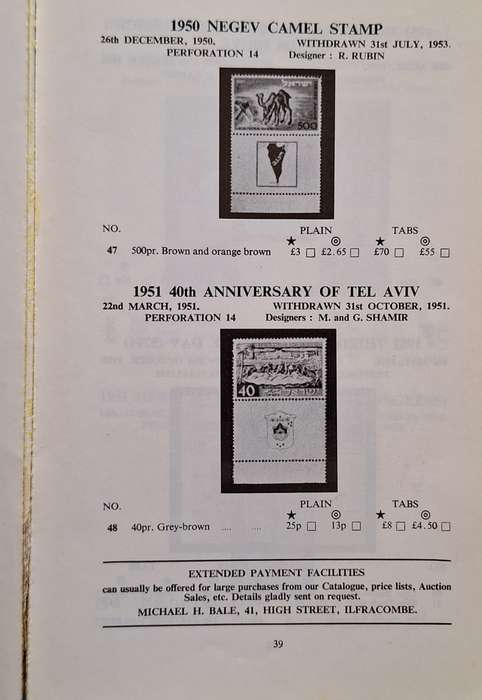 1950 NEGEV CAMEL STAMP
26th DECEMBER, 1950. WITHDRAWN 31st JULY, 1953.
PERFORATION 14 Designer : R. RUBIN
ישראל
500
NO. PLAIN TABS
★ ◎ ★ ◎
47 500pr. Brown and orange brown £3 □ £2.65 □ £70 □ £55 □
1951 40th ANNIVERSARY OF TEL AVIV
22nd MARCH, 1951. WITHDRAWN 31st OCTOBER, 1951.
PERFORATION 14 Designers : M. and G. SHAMIR
40
NO. PLAIN TABS
★ ◎ ★ ◎
48 40pr. Grey-brown .... .... 25p □ 13p □ £8 □ £4.50 □
EXTENDED PAYMENT FACILITIES
can usually be offered for large purchases from our Catalogue, price lists, Auction
Sales, etc. Details gladly sent on request.
MICHAEL H. BALE, 41, HIGH STREET, ILFRACOMBE.
39